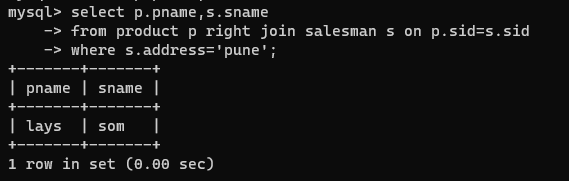 mysql> select p.pname,s.sname
    -> from product p right join salesman s on p.sid=s.sid
    -> where s.address='pune';
+-------+-------+
| pname | sname |
+-------+-------+
| lays  | som   |
+-------+-------+
1 row in set (0.00 sec)